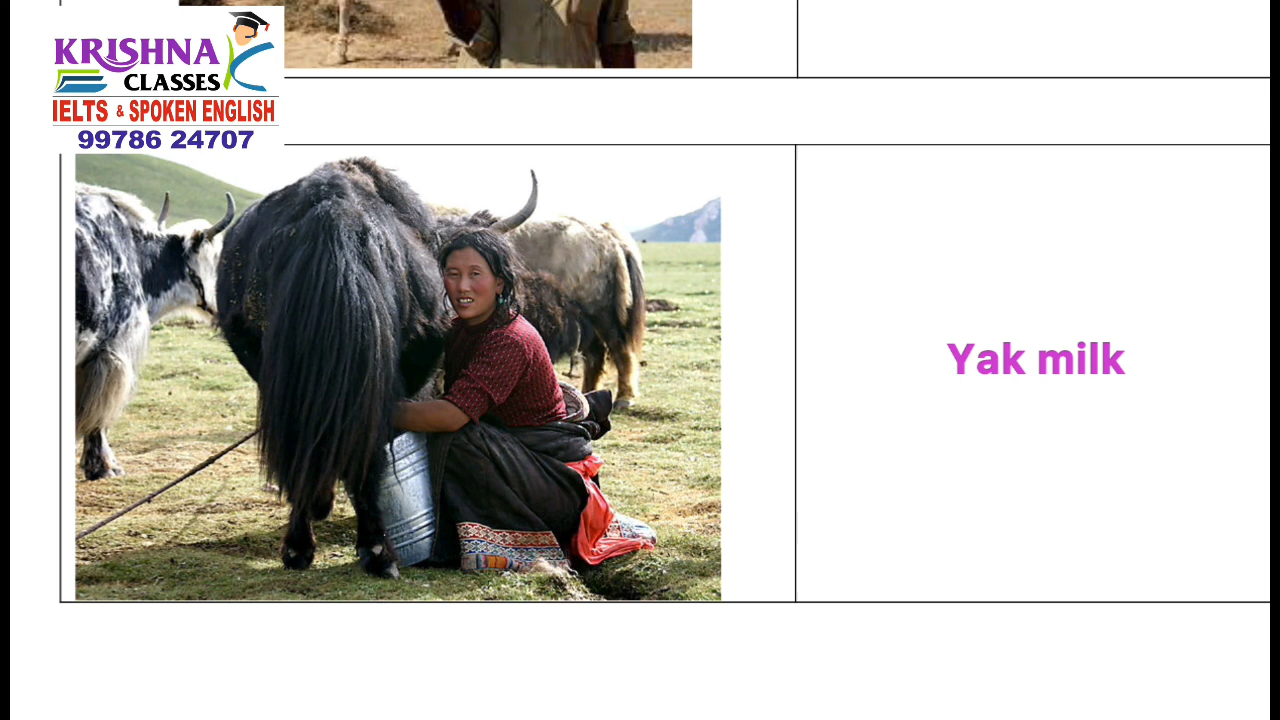 KRISHNA
CLASSES
IELTS & SPOKEN ENGLISH
99786 24707
Yak milk